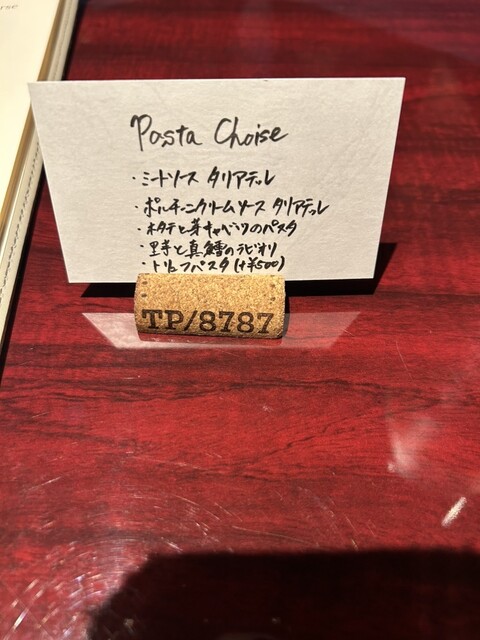 Pasta Choise
・ミートソース タリアテッレ
・ポルチーニクリームソース タリアテッレ
・ホタテと芽キャベツのパスタ
・里芋と真鱈のラビオリ
・トリュフパスタ(+¥500)
TP/8787